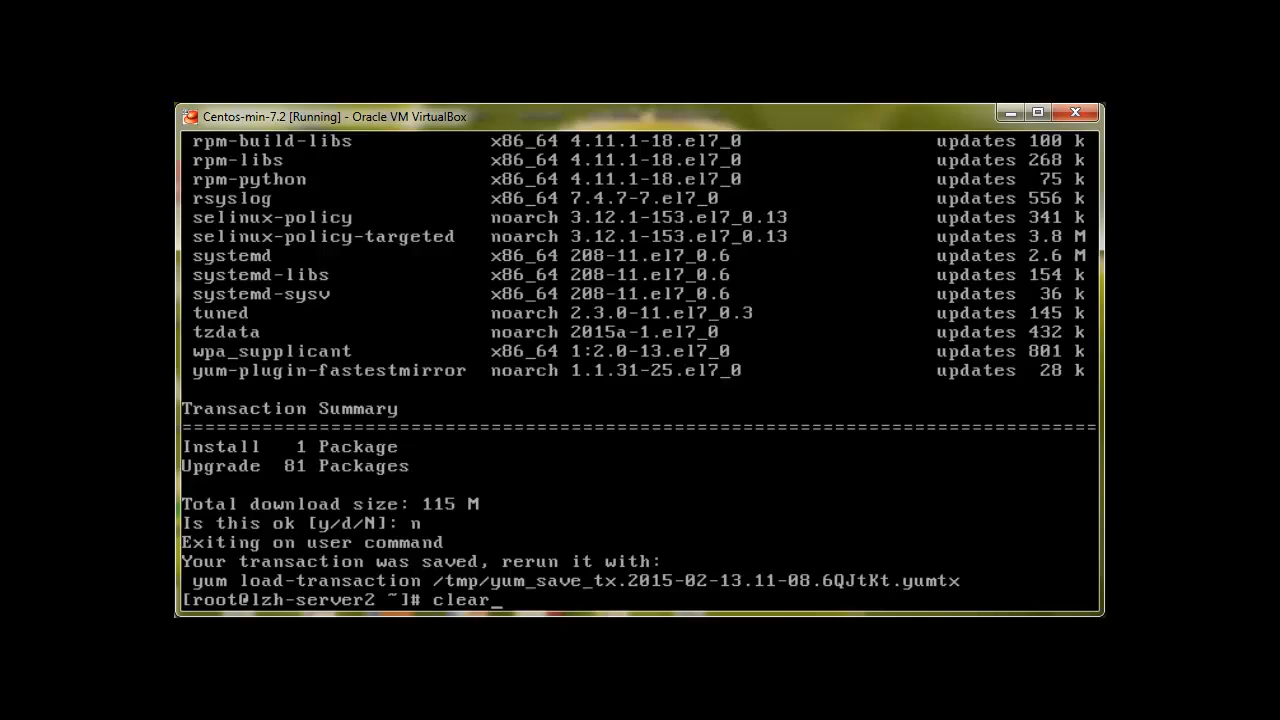 Centos-min-7.2 [Running] - Oracle VM VirtualBox
rpm-build-libs x86_64 4.11.1-18.el7_0 updates 100 k
rpm-libs x86_64 4.11.1-18.el7_0 updates 268 k
rpm-python x86_64 4.11.1-18.el7_0 updates 75 k
rsyslog x86_64 7.4.7-7.el7_0 updates 556 k
selinux-policy noarch 3.12.1-153.el7_0.13 updates 341 k
selinux-policy-targeted noarch 3.12.1-153.el7_0.13 updates 3.8 M
systemd x86_64 208-11.el7_0.6 updates 2.6 M
systemd-libs x86_64 208-11.el7_0.6 updates 154 k
systemd-sysv x86_64 208-11.el7_0.6 updates 36 k
tuned noarch 2.3.0-11.el7_0.3 updates 145 k
tzdata noarch 2015a-1.el7_0 updates 432 k
wpa_supplicant x86_64 1:2.0-13.el7_0 updates 801 k
yum-plugin-fastestmirror noarch 1.1.31-25.el7_0 updates 28 k
Transaction Summary
================================================================================
Install 1 Package
Upgrade 81 Packages
Total download size: 115 M
Is this ok [y/d/N]: n
Exiting on user command
Your transaction was saved, rerun it with:
yum load-transaction /tmp/yum_save_tx.2015-02-13.11-08.6QJtKt.yumtx
[root@lzh-server2 ~]# clear_